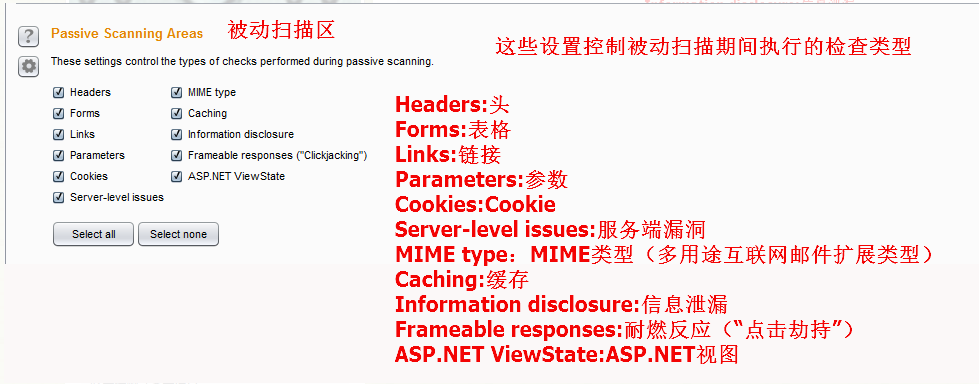 Passive Scanning Areas 被动扫描区
这些设置控制被动扫描期间执行的检查类型
These settings control the types of checks performed during passive scanning.
Headers MIME type
Forms Caching
Links Information disclosure
Parameters Frameable responses ("Clickjacking")
Cookies ASP.NET ViewState
Server-level issues
Select all Select none
Headers:头
Forms:表格
Links:链接
Parameters:参数
Cookies:Cookie
Server-level issues:服务端漏洞
MIME type：MIME类型（多用途互联网邮件扩展类型）
Caching:缓存
Information disclosure:信息泄漏
Frameable responses:耐燃反应（“点击劫持”）
ASP.NET ViewState:ASP.NET视图